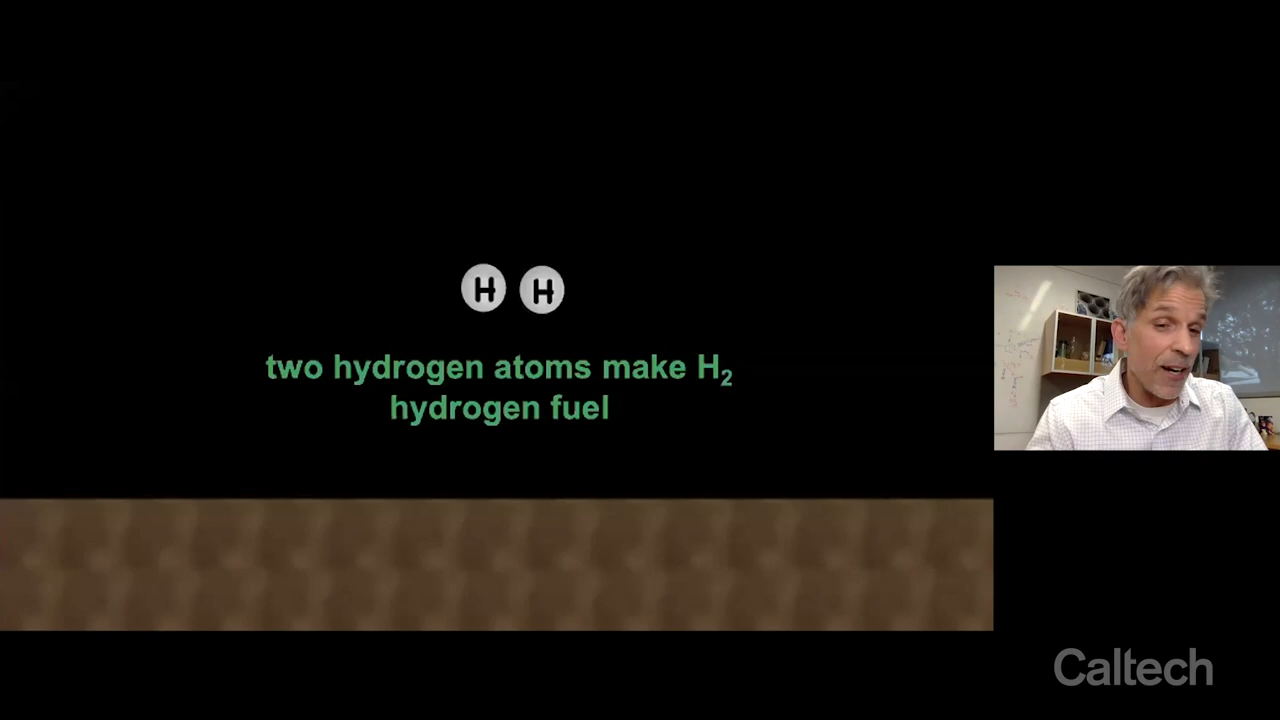 H H
two hydrogen atoms make H₂
hydrogen fuel
Caltech